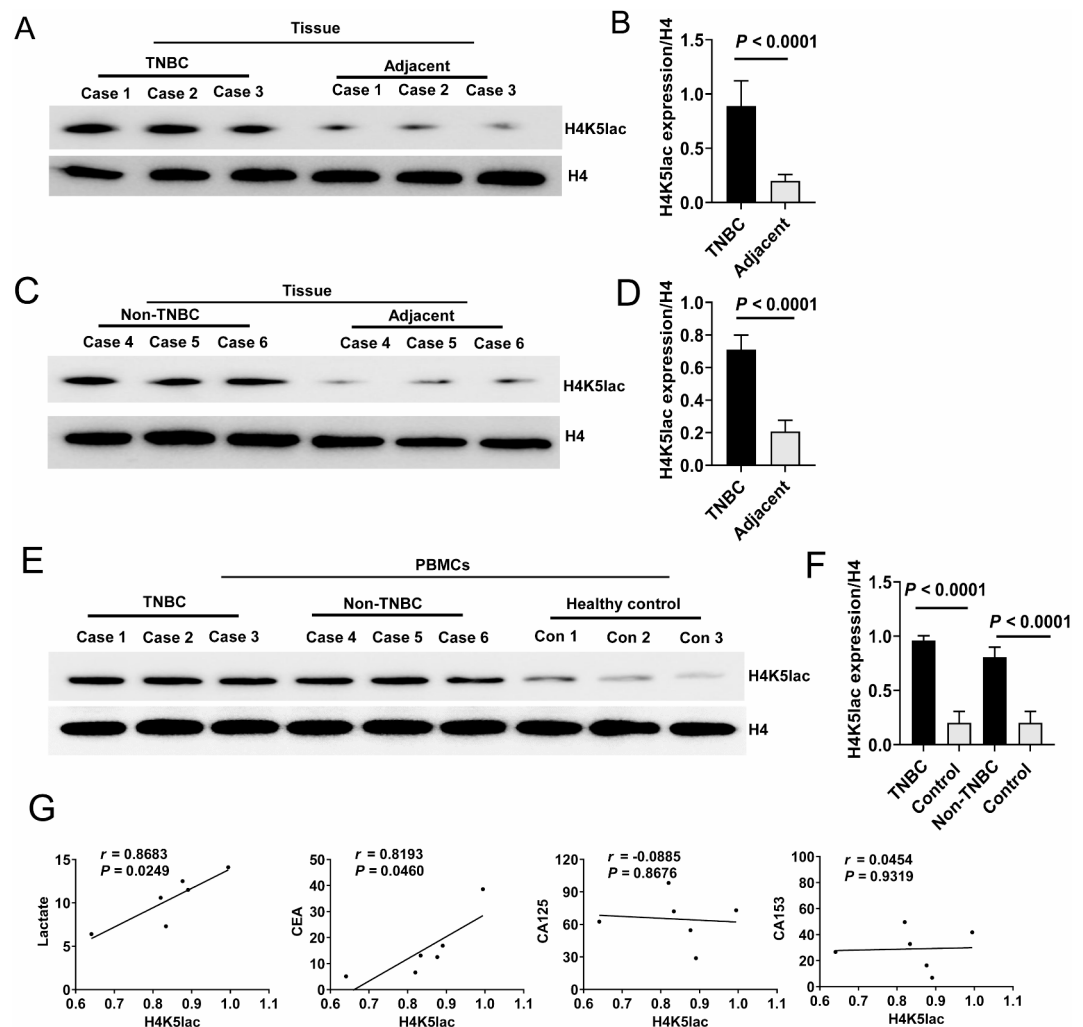 A
Tissue
TNBC
Adjacent
Case 1 Case 2 Case 3 Case 1 Case 2 Case 3
H4K5lac
H4
B
H4K5lac expression/H4
P < 0.0001
1.5
1.0
0.5
0.0
TNBC
Adjacent
C
Tissue
Non-TNBC
Adjacent
Case 4 Case 5 Case 6 Case 4 Case 5 Case 6
H4K5lac
H4
D
H4K5lac expression/H4
P < 0.0001
1.0
0.8
0.6
0.4
0.2
0.0
TNBC
Adjacent
E
PBMCs
TNBC
Non-TNBC
Healthy control
Case 1 Case 2 Case 3 Case 4 Case 5 Case 6 Con 1 Con 2 Con 3
H4K5lac
H4
F
H4K5lac expression/H4
P < 0.0001
P < 0.0001
1.5
1.0
0.5
0.0
TNBC
Control
Non-TNBC
Control
G
r = 0.8683
P = 0.0249
Lactate
15
10
5
0
0.6 0.7 0.8 0.9 1.0 1.1
H4K5lac
r = 0.8193
P = 0.0460
CEA
50
40
30
20
10
0
0.6 0.7 0.8 0.9 1.0 1.1
H4K5lac
r = -0.0885
P = 0.8676
CA125
120
90
60
30
0
0.6 0.7 0.8 0.9 1.0 1.1
H4K5lac
r = 0.0454
P = 0.9319
CA153
103
80
60
40
20
0
0.6 0.7 0.8 0.9 1.0 1.1
H4K5lac